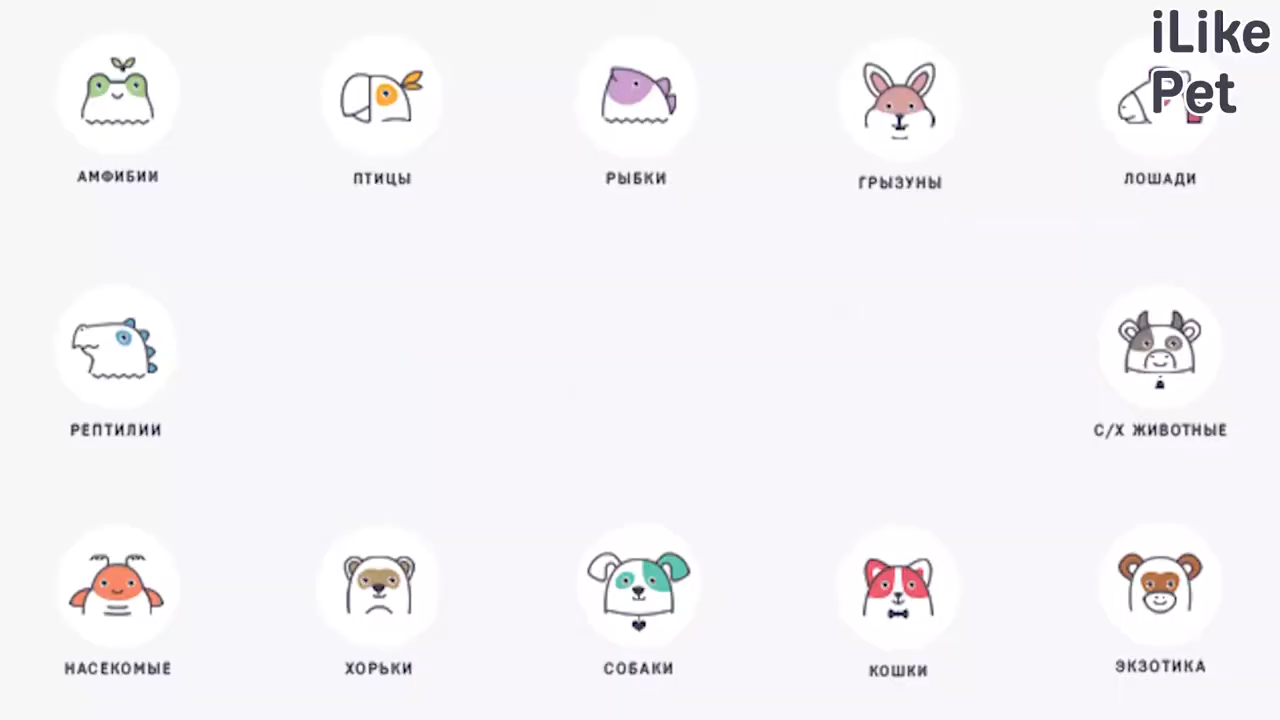 iLike
Pet
АМФИБИИ
ПТИЦЫ
РЫБКИ
ГРЫЗУНЫ
ЛОШАДИ
РЕПТИЛИИ
С/Х ЖИВОТНЫЕ
НАСЕКОМЫЕ
ХОРЬКИ
СОБАКИ
КОШКИ
ЭКЗОТИКА